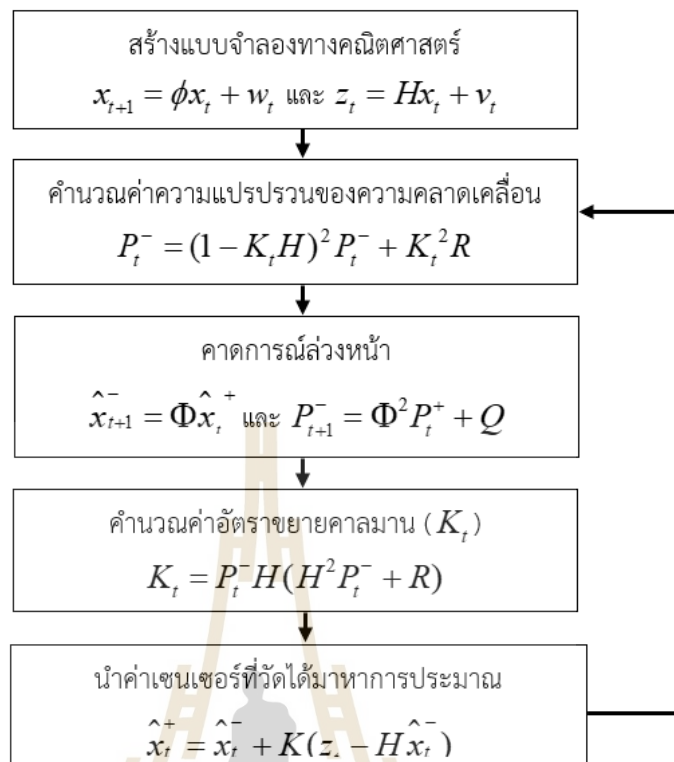 สร้างแบบจำลองทางคณิตศาสตร์
x_{t+1} = ϕx_t + w_t และ z_t = Hx_t + v_t
คำนวณค่าความแปรปรวนของความคลาดเคลื่อน
P_t^- = (1 − K_t H)^2 P_t^- + K_t^2 R
คาดการณ์ล่วงหน้า
x̂_{t+1}^- = Φx̂_t^+ และ P_{t+1}^- = Φ^2 P_t^+ + Q
คำนวณค่าอัตราขยายคาลมาน (K_t)
K_t = P_t^- H(H^2 P_t^- + R)
นำค่าเซนเซอร์ที่วัดได้มาหาการประมาณ
x̂_t^+ = x̂_t^- + K(z_t − Hx̂_t^-)